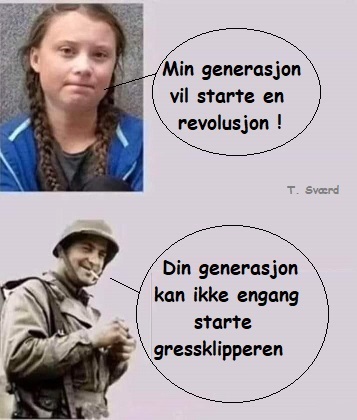 Min generasjon
vil starte en
revolusjon !
T. Sværd
Din generasjon
kan ikke engang
starte
gressklipperen